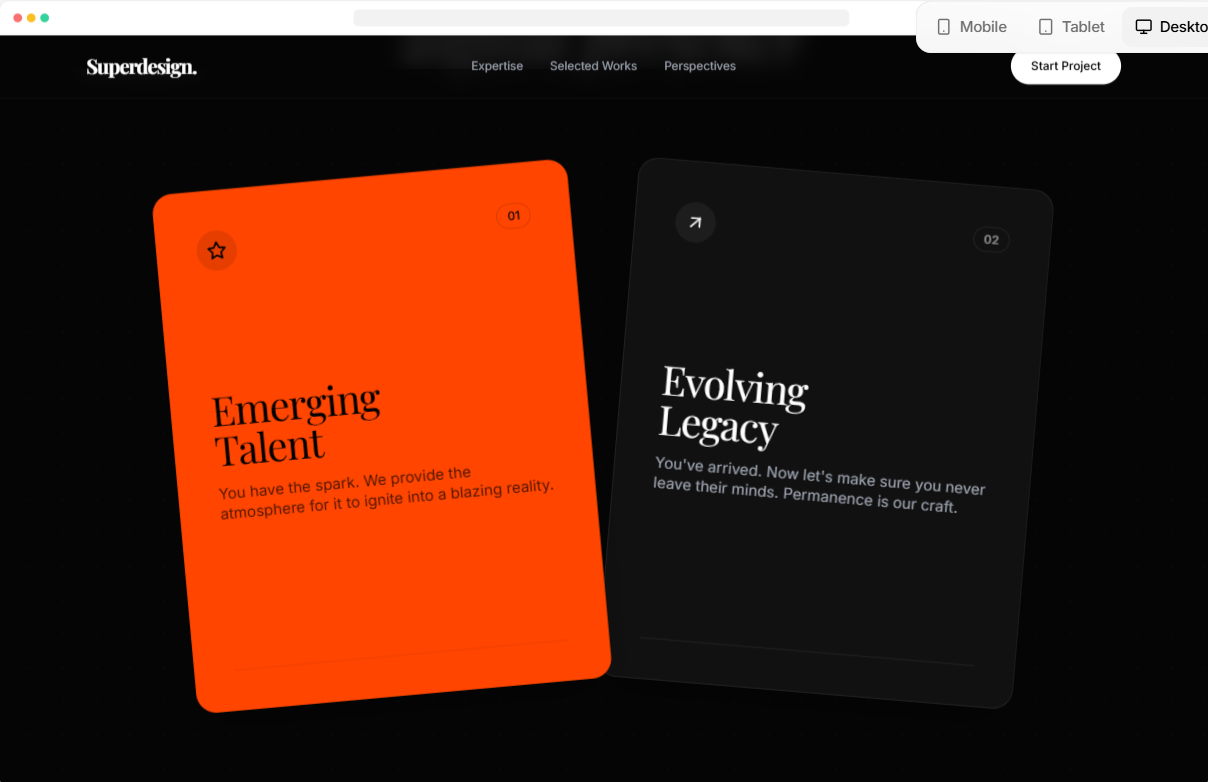 Mobile
Tablet
Superdesign.
Expertise
Selected Works
Perspectives
Start Project
01
Emerging
Talent
You have the spark. We provide the
atmosphere for it to ignite into a blazing reality.
02
Evolving
Legacy
You've arrived. Now let's make sure you never
leave their minds. Permanence is our craft.